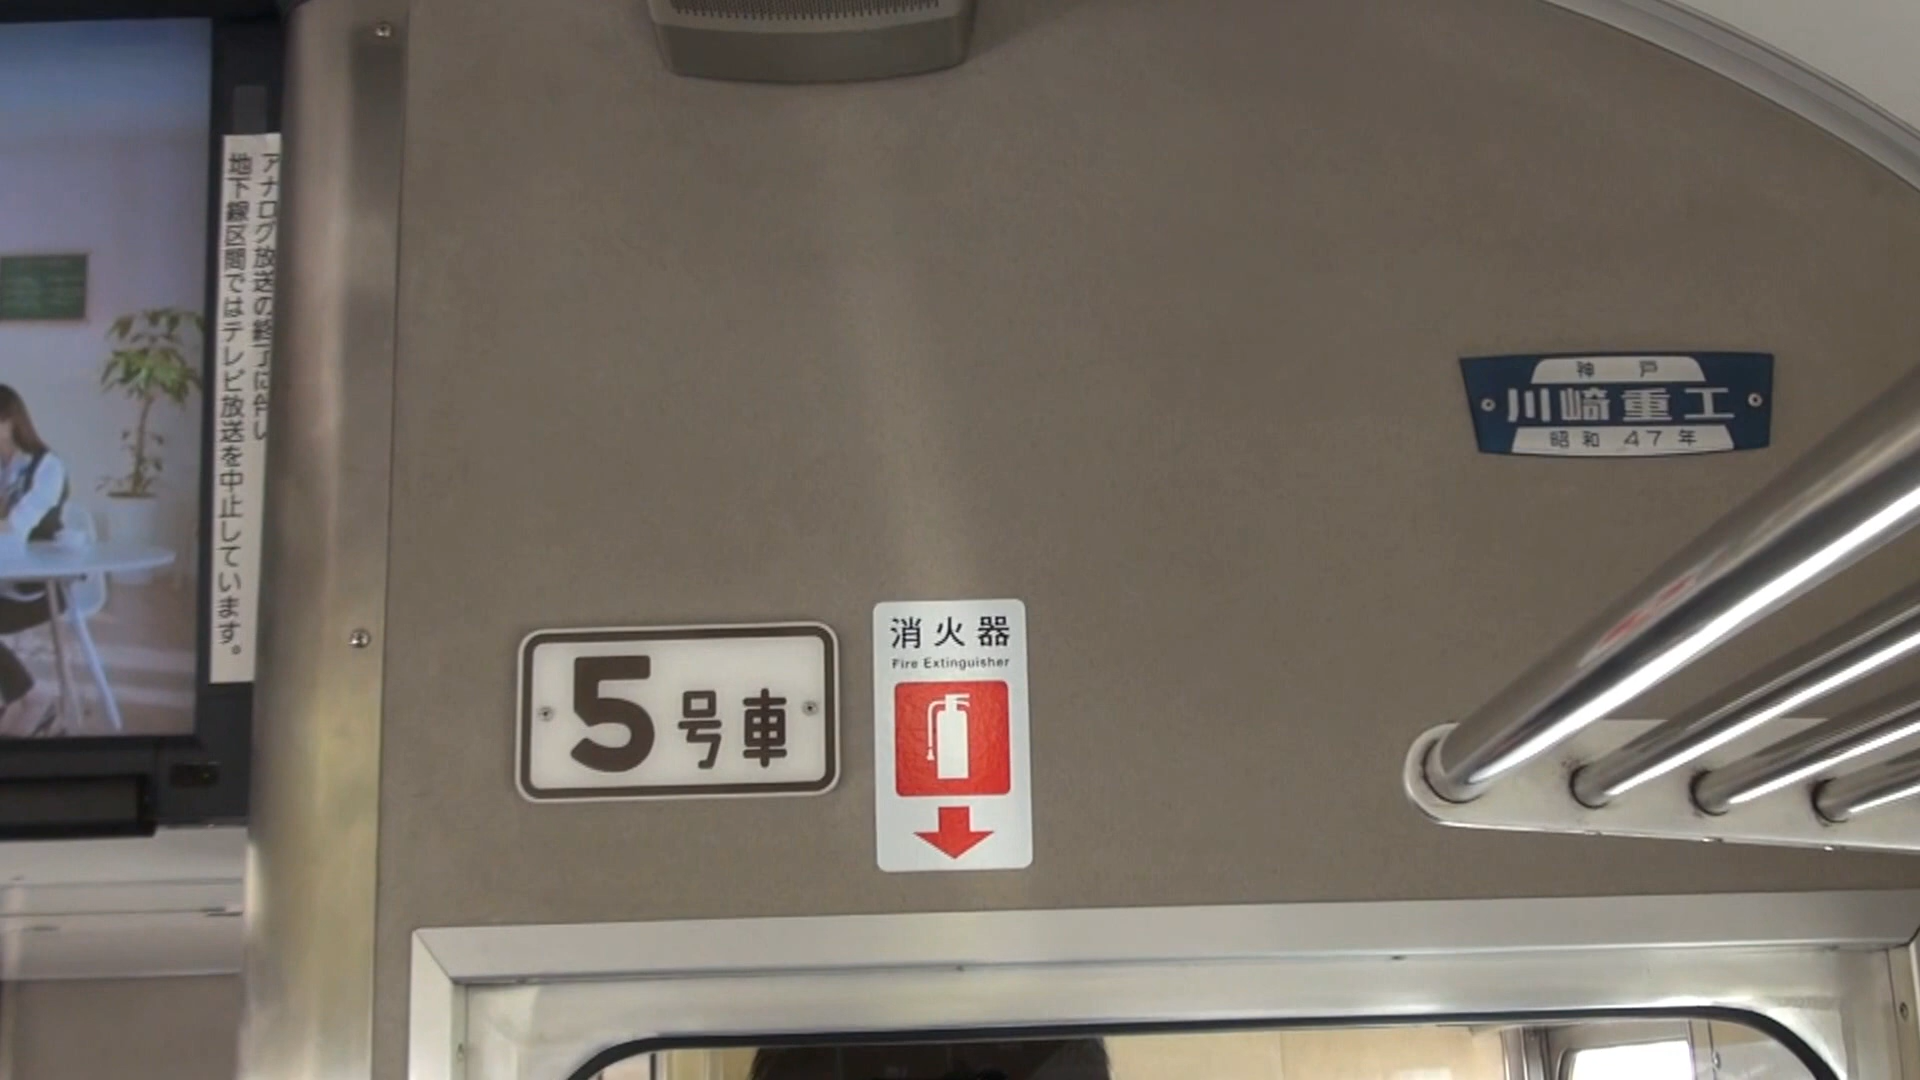 アナログ放送の終了に伴い
地下線区間ではテレビ放送を中止しています。
神戸
川崎重工
昭和47年
消火器
Fire Extinguisher
5号車